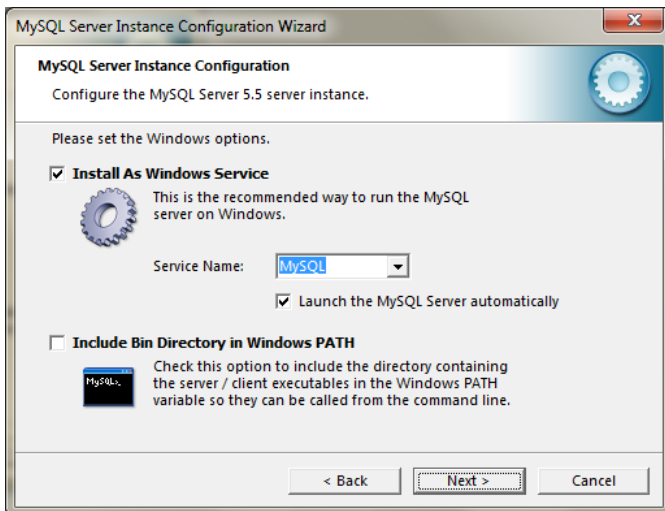 MySQL Server Instance Configuration Wizard
MySQL Server Instance Configuration
Configure the MySQL Server 5.5 server instance.
Please set the Windows options.
Install As Windows Service
This is the recommended way to run the MySQL
server on Windows.
Service Name: MySQL
Launch the MySQL Server automatically
Include Bin Directory in Windows PATH
MySQL>_
Check this option to include the directory containing
the server / client executables in the Windows PATH
variable so they can be called from the command line.
< Back Next > Cancel